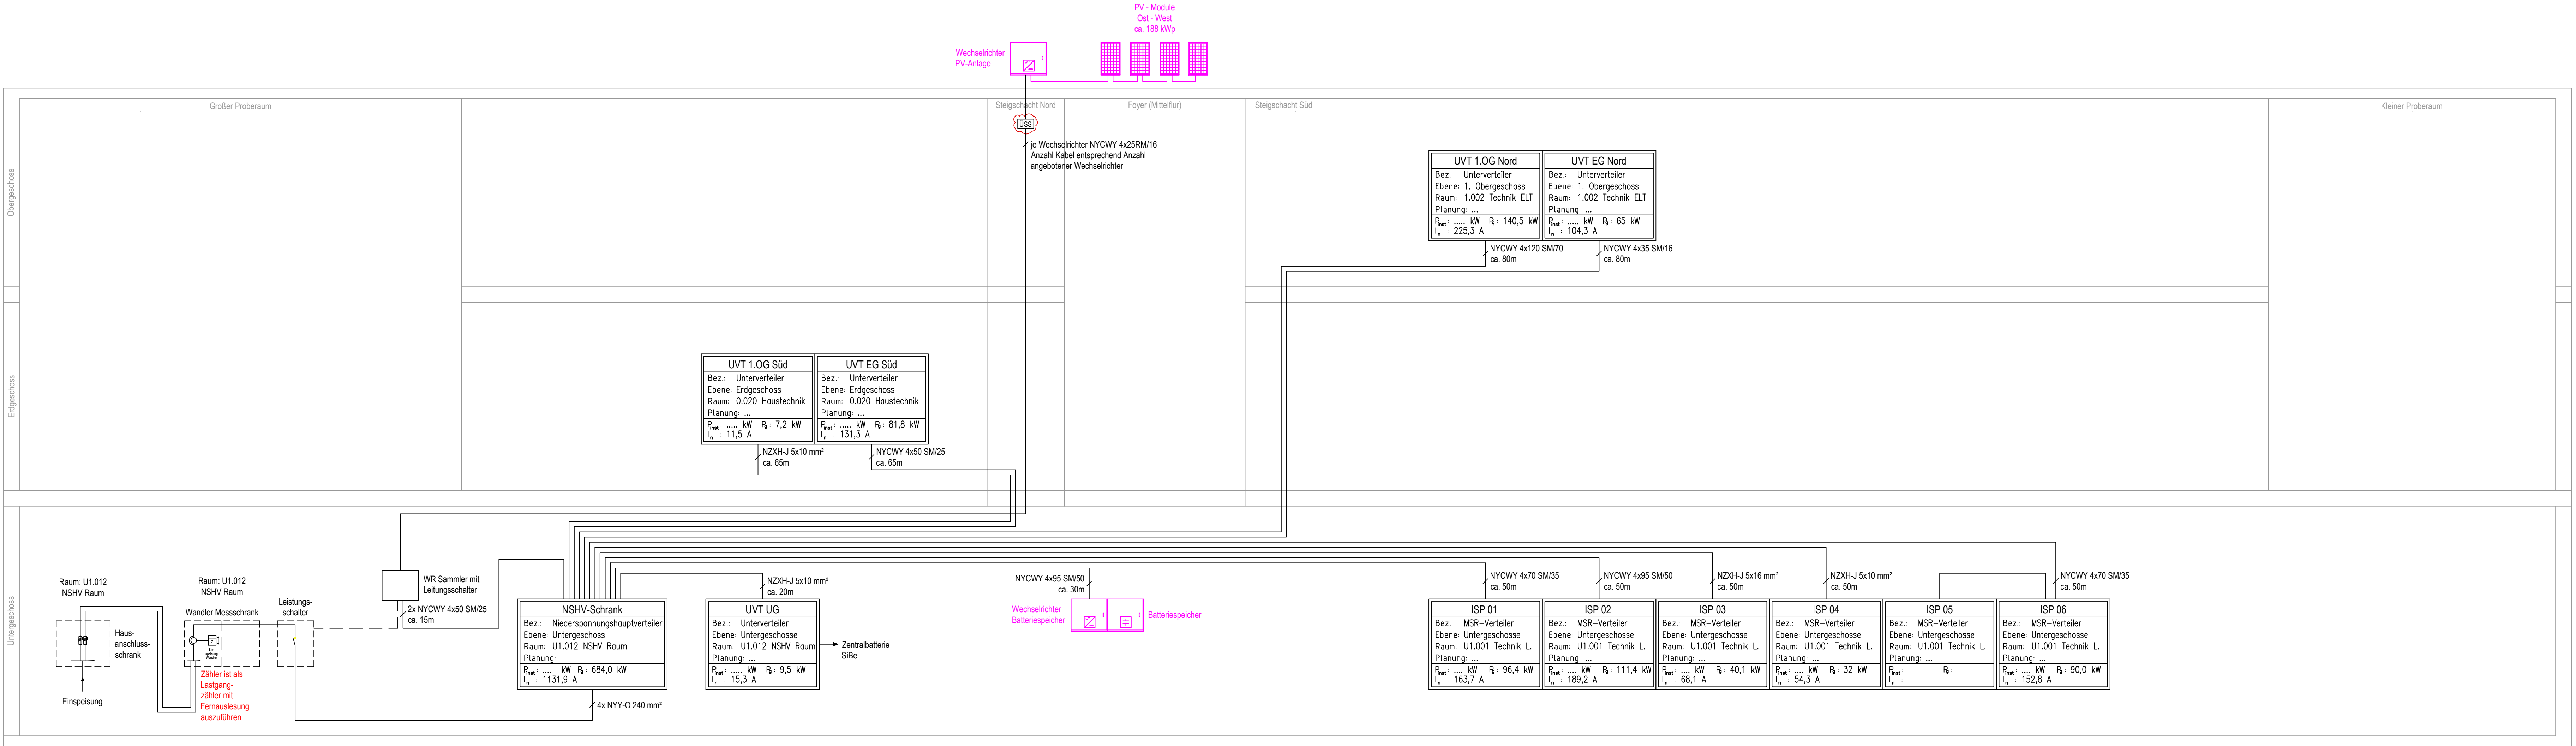 PV - Module
Ost - West
ca. 188 kWp
Wechselrichter
PV-Anlage
Großer Proberaum
Steigschacht Nord
Foyer (Mittelflur)
Steigschacht Süd
Kleiner Proberaum
Obergeschoss
ÜSS
je Wechselrichter NYCWY 4x25RM/16
Anzahl Kabel entsprechend Anzahl
angebotener Wechselrichter
UVT 1.OG Nord
Bez.: Unterverteiler
Ebene: 1. Obergeschoss
Raum: 1.002 Technik ELT
Planung: ...
Pinst : ..... kW Pg : 140,5 kW
In : 225,3 A
NYCWY 4x120 SM/70
ca. 80m
UVT EG Nord
Bez.: Unterverteiler
Ebene: 1. Obergeschoss
Raum: 1.002 Technik ELT
Planung: ...
Pinst : ..... kW Pg : 65 kW
In : 104,3 A
NYCWY 4x35 SM/16
ca. 80m
Erdgeschoss
UVT 1.OG Süd
Bez.: Unterverteiler
Ebene: Erdgeschoss
Raum: 0.020 Haustechnik
Planung: ...
Pinst : ..... kW Pg : 7,2 kW
In : 11,5 A
NZXH-J 5x10 mm²
ca. 65m
UVT EG Süd
Bez.: Unterverteiler
Ebene: Erdgeschoss
Raum: 0.020 Haustechnik
Planung: ...
Pinst : ..... kW Pg : 81,8 kW
In : 131,3 A
NYCWY 4x50 SM/25
ca. 65m
Untergeschoss
Raum: U1.012
NSHV Raum
Haus-
anschluss-
schrank
Einspeisung
Raum: U1.012
NSHV Raum
Wandler Messschrank
Zähler ist als
Lastgang-
zähler mit
Fernauslesung
auszuführen
Leistungs-
schalter
WR Sammler mit
Leitungsschalter
2x NYCWY 4x50 SM/25
ca. 15m
NSHV-Schrank
Bez.: Niederspannungshauptverteiler
Ebene: Untergeschoss
Raum: U1.012 NSHV Raum
Planung:
Pinst : .... kW Pg : 684,0 kW
In : 1131,9 A
4x NYY-O 240 mm²
NZXH-J 5x10 mm²
ca. 20m
UVT UG
Bez.: Unterverteiler
Ebene: Untergeschosse
Raum: U1.012 NSHV Raum
Planung: ...
Pinst : ..... kW Pg : 9,5 kW
In : 15,3 A
Zentralbatterie
SiBe
NYCWY 4x95 SM/50
ca. 30m
Wechselrichter
Batteriespeicher
Batteriespeicher
NYCWY 4x70 SM/35
ca. 50m
ISP 01
Bez.: MSR-Verteiler
Ebene: Untergeschosse
Raum: U1.001 Technik L.
Planung: ...
Pinst : .... kW Pg : 96,4 kW
In : 163,7 A
NYCWY 4x95 SM/50
ca. 50m
ISP 02
Bez.: MSR-Verteiler
Ebene: Untergeschosse
Raum: U1.001 Technik L.
Planung: ...
Pinst : .... kW Pg : 111,4 kW
In : 189,2 A
NZXH-J 5x16 mm²
ca. 50m
ISP 03
Bez.: MSR-Verteiler
Ebene: Untergeschosse
Raum: U1.001 Technik L.
Planung: ...
Pinst : .... kW Pg : 40,1 kW
In : 68,1 A
NZXH-J 5x10 mm²
ca. 50m
ISP 04
Bez.: MSR-Verteiler
Ebene: Untergeschosse
Raum: U1.001 Technik L.
Planung: ...
Pinst : .... kW Pg : 32 kW
In : 54,3 A
ISP 05
Bez.: MSR-Verteiler
Ebene: Untergeschosse
Raum: U1.001 Technik L.
Planung: ...
Pinst : Pg :
In :
NYCWY 4x70 SM/35
ca. 50m
ISP 06
Bez.: MSR-Verteiler
Ebene: Untergeschosse
Raum: U1.001 Technik L.
Planung: ...
Pinst : .... kW Pg : 90,0 kW
In : 152,8 A